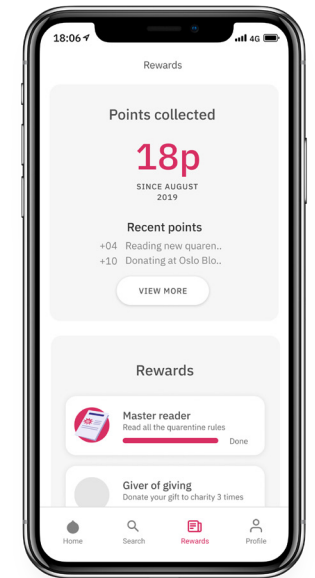 18:06
4G
Rewards
Points collected
18p
SINCE AUGUST
2019
Recent points
+04 Reading new quaren..
+10 Donating at Oslo Blo..
VIEW MORE
Rewards
Master reader
Read all the quarentine rules
Done
Giver of giving
Donate your gift to charity 3 times
Home Search Rewards Profile